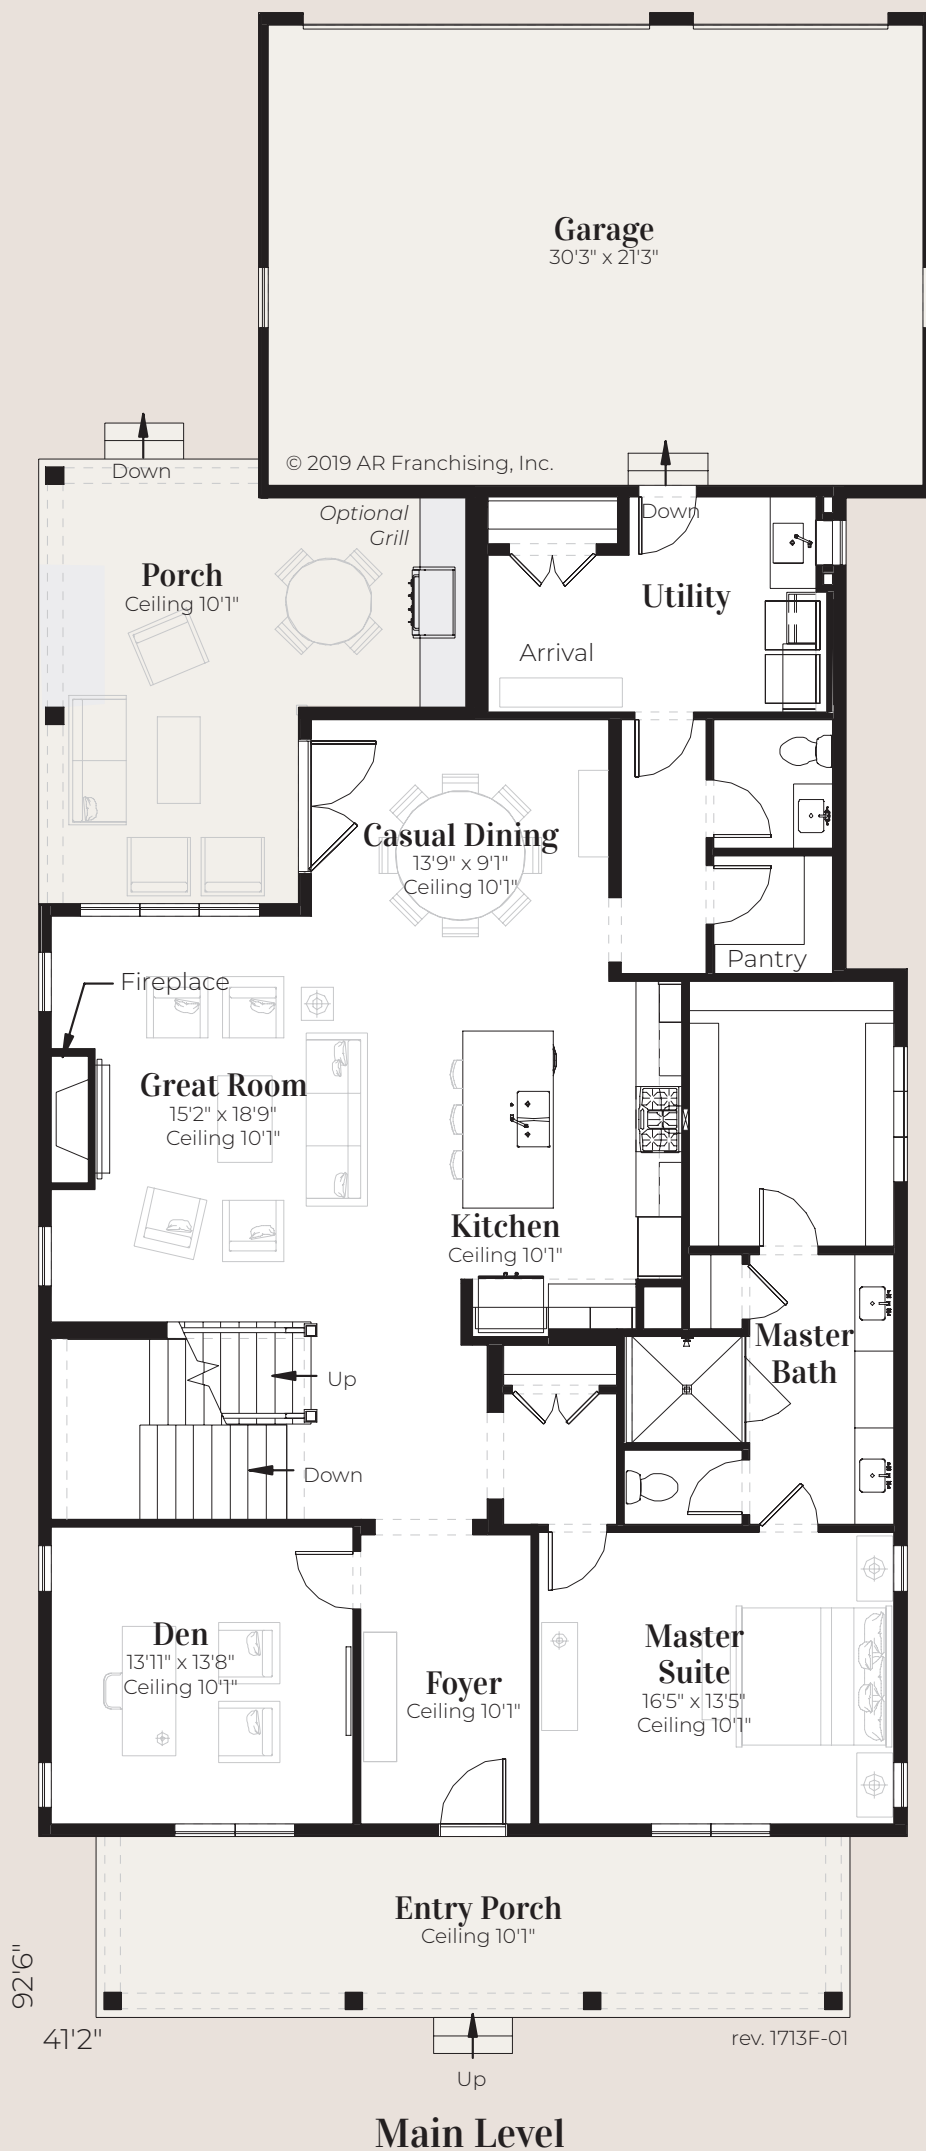 Garage
30'3" x 21'3"
© 2019 AR Franchising, Inc.
Down
Down
Optional
Grill
Porch
Ceiling 10'1"
Utility
Arrival
Casual Dining
13'9" x 9'1"
Ceiling 10'1"
Pantry
Fireplace
Great Room
15'2" x 18'9"
Ceiling 10'1"
Kitchen
Ceiling 10'1"
Master
Bath
Up
Down
Den
13'11" x 13'8"
Ceiling 10'1"
Foyer
Ceiling 10'1"
Master
Suite
16'5" x 13'5"
Ceiling 10'1"
Entry Porch
Ceiling 10'1"
92'6"
41'2"
rev. 1713F-01
Up
Main Level